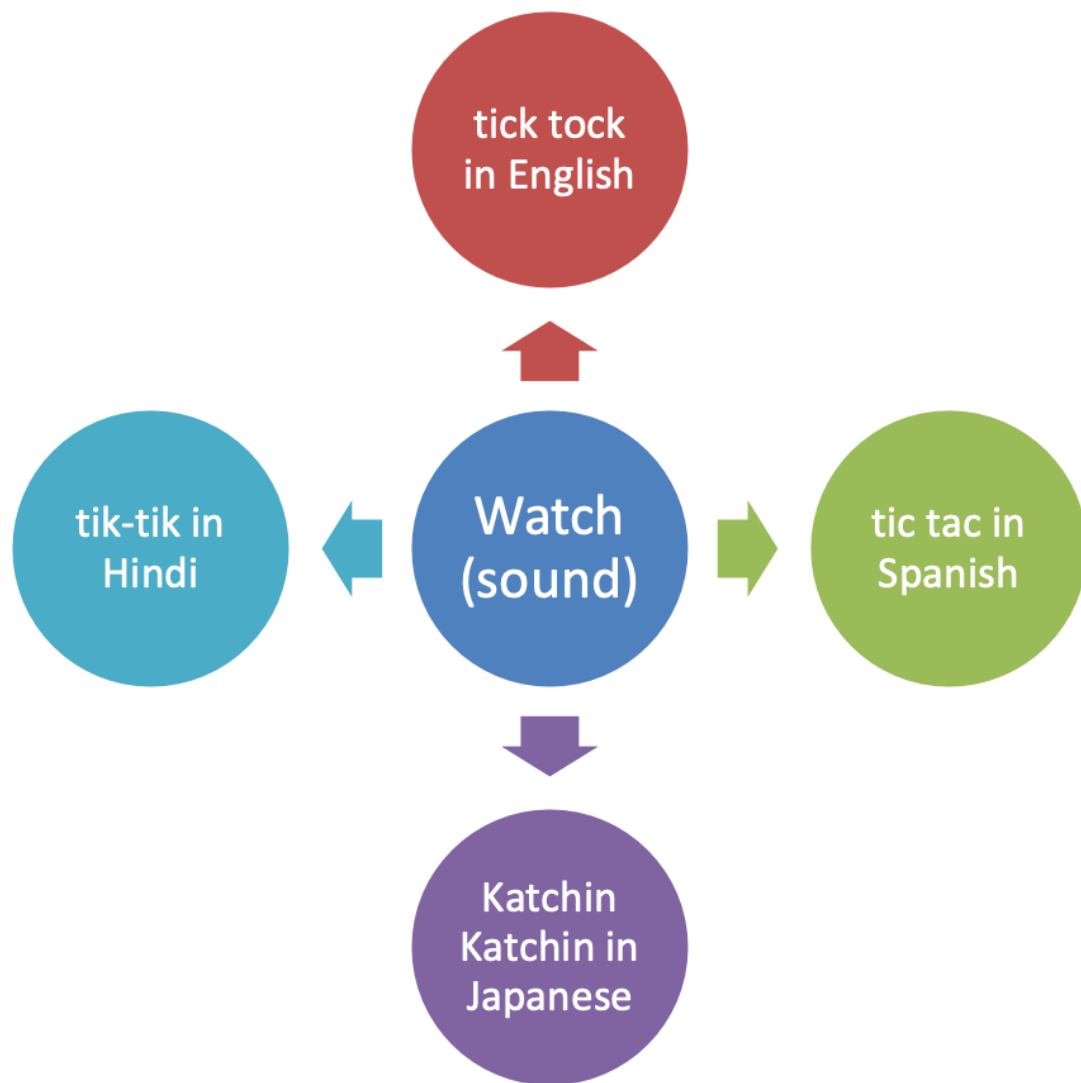 tick tock
in English
tik-tik in
Hindi
Watch
(sound)
tic tac in
Spanish
Katchin
Katchin in
Japanese